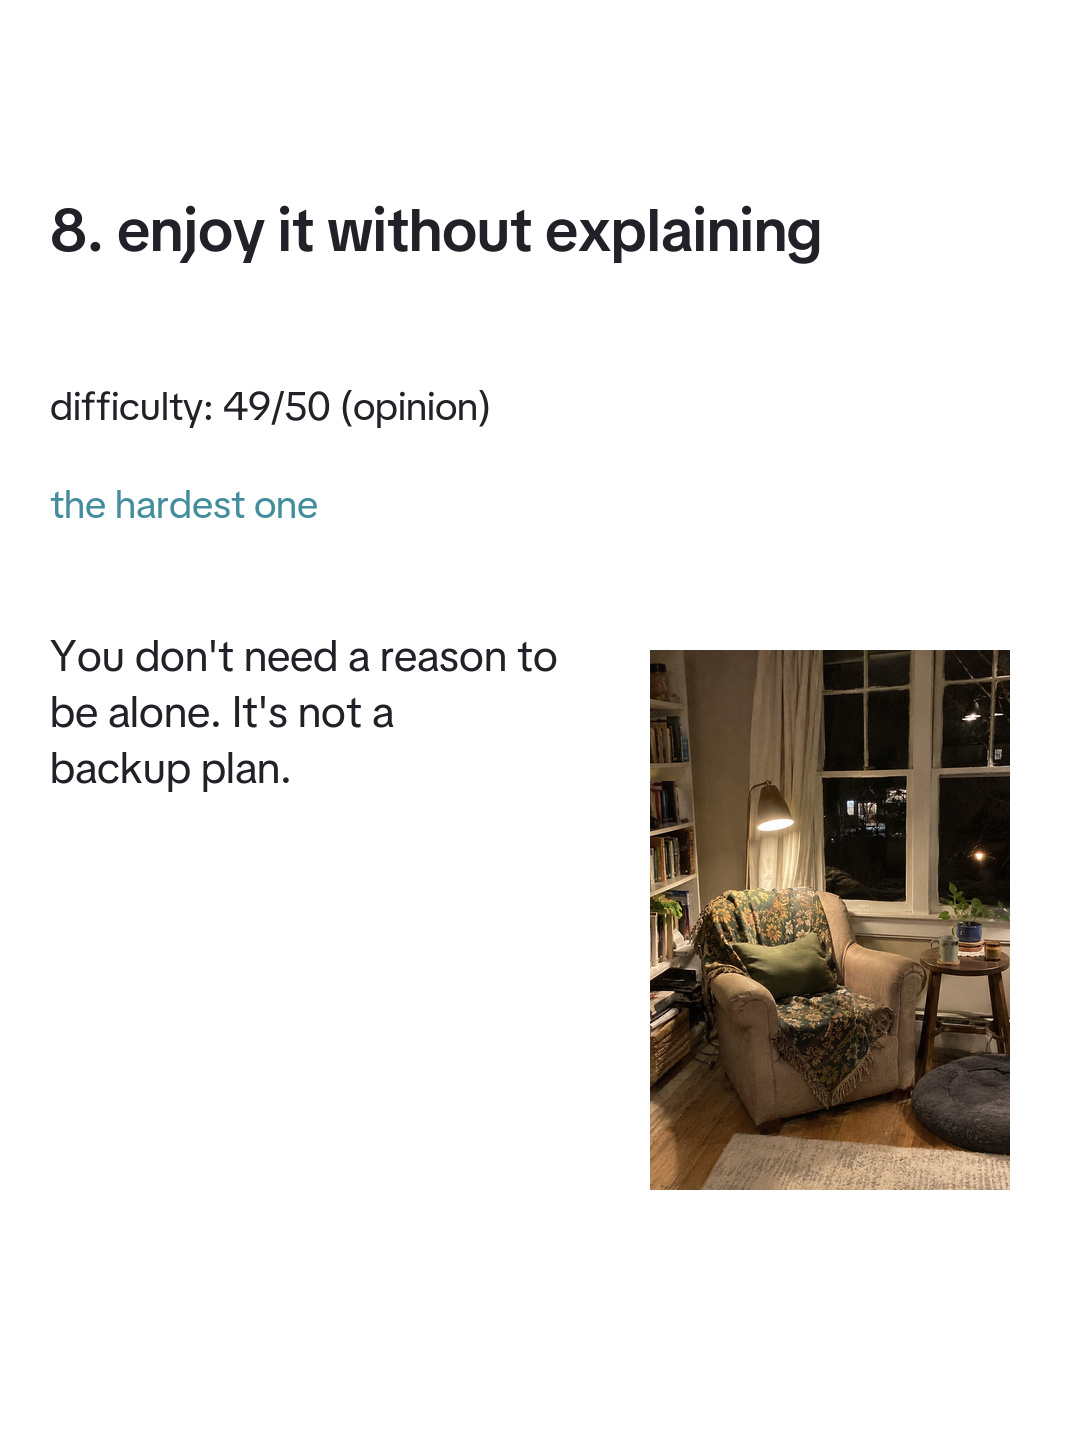 8. enjoy it without explaining
difficulty: 49/50 (opinion)
the hardest one
You don't need a reason to
be alone. It's not a
backup plan.